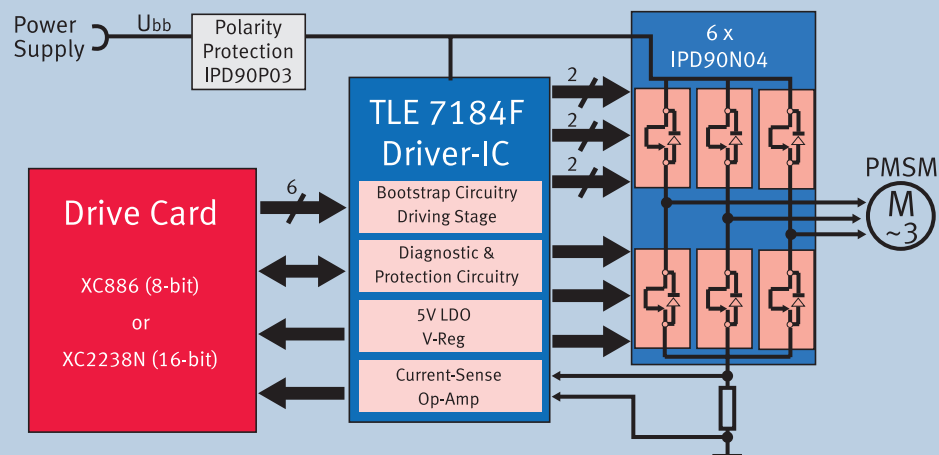 Power
Supply
Ubb
Polarity
Protection
IPD90P03
6 x
IPD90N04
TLE 7184F
Driver-IC
2
2
2
Bootstrap Circuitry
Driving Stage
Diagnostic &
Protection Circuitry
5V LDO
V-Reg
Current-Sense
Op-Amp
Drive Card
XC886 (8-bit)
or
XC2238N (16-bit)
6
PMSM
M
~3